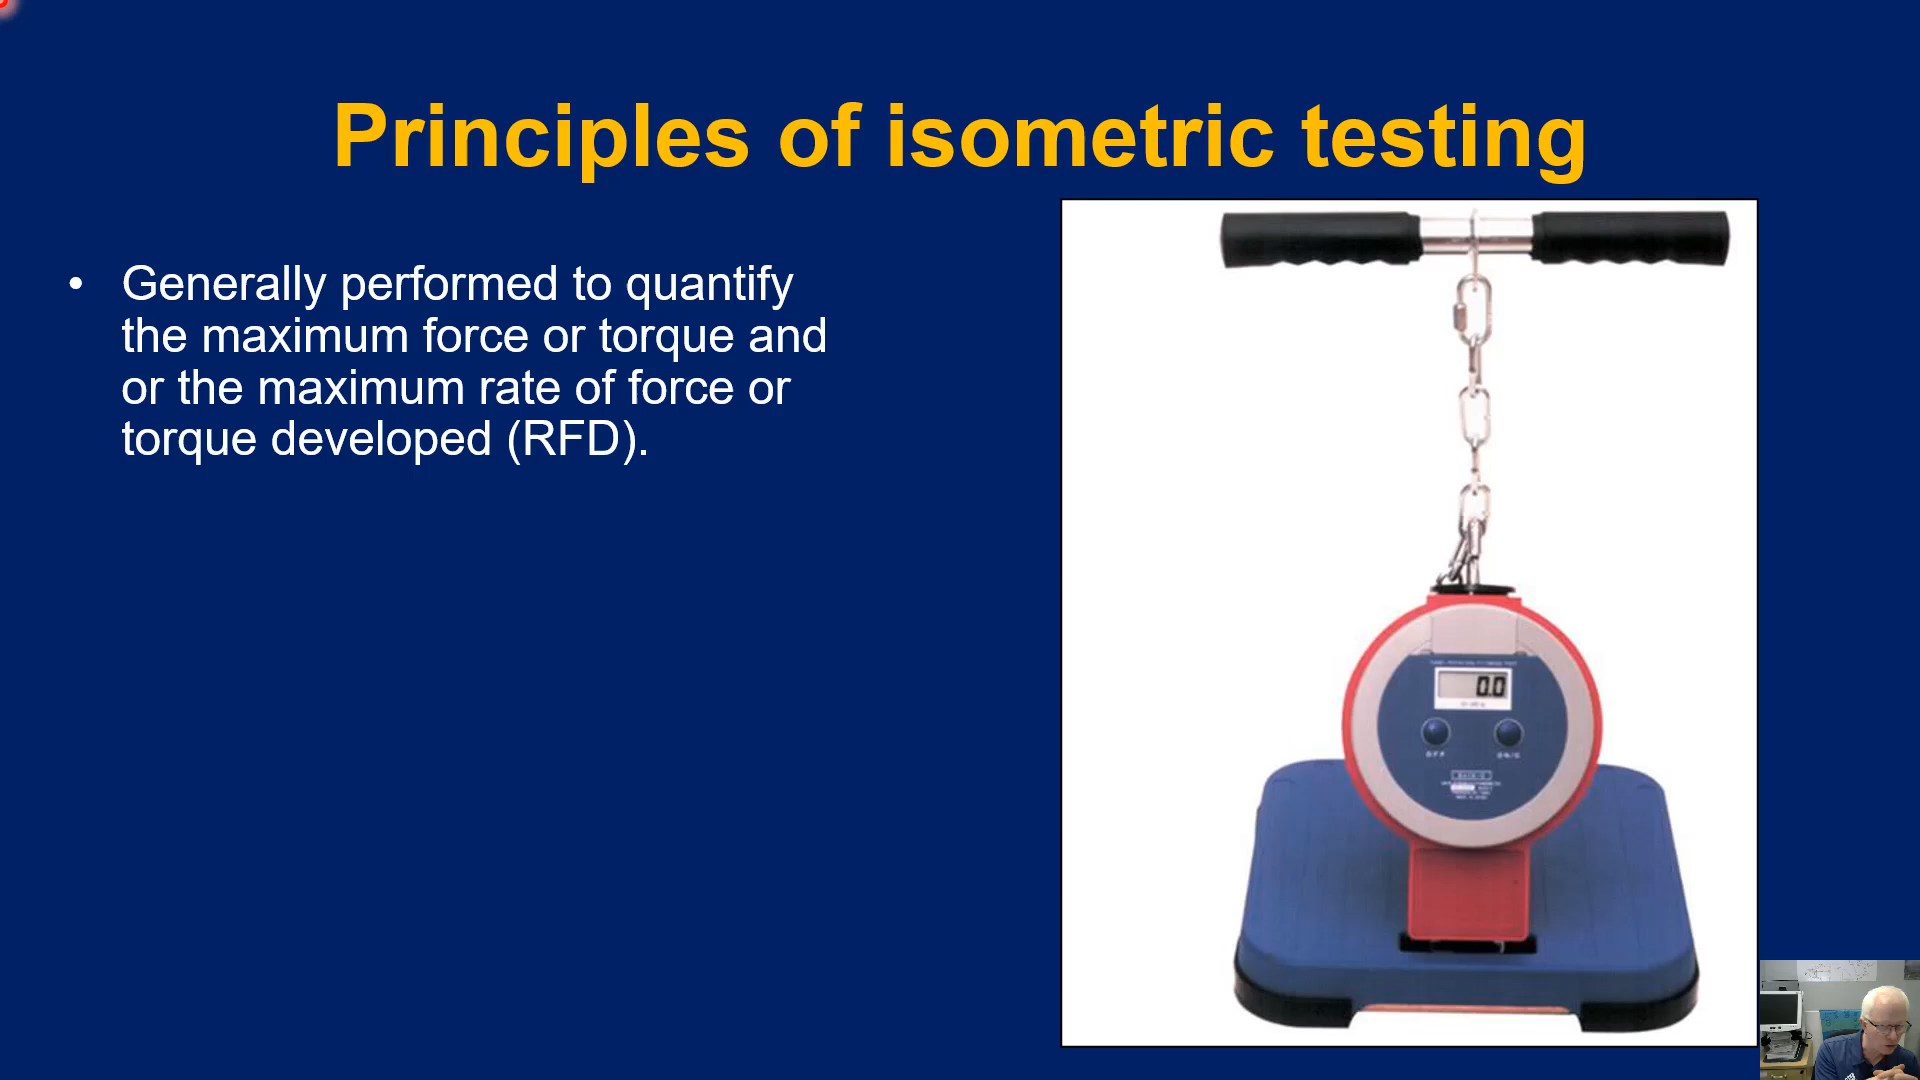 Principles of isometric testing
• Generally performed to quantify
the maximum force or torque and
or the maximum rate of force or
torque developed (RFD).
0.0
OFF